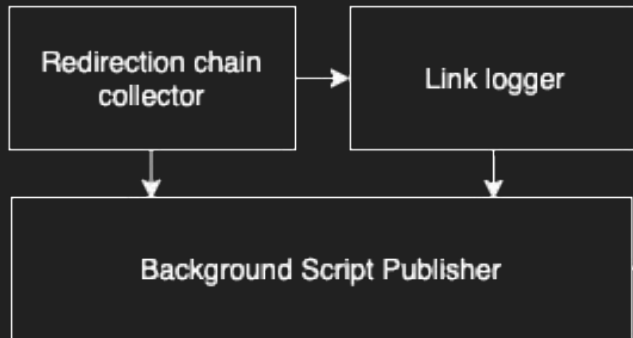 Redirection chain
collector
Link logger
Background Script Publisher